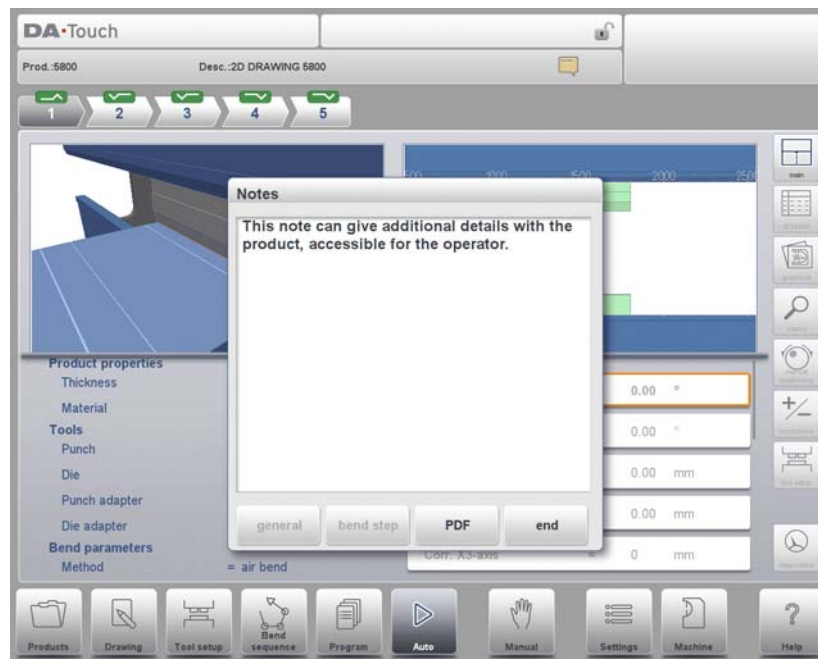 DA•Touch
Prod.:5800
Desc.:2D DRAWING 5800
1 2 3 4 5
1500 2000
main
Notes
This note can give additional details with the
product, accessible for the operator.
general
bend step
PDF
end
Product properties
Thickness
Material
Tools
Punch
Die
Punch adapter
Die adapter
Bend parameters
Method
= air bend
0.00 °
0.00 °
0.00 mm
0.00 mm
Corr. X3-axis = 0 mm
Products
Drawing
Tool setup
Bend
sequence
Program
Auto
Manual
Settings
Machine
Help